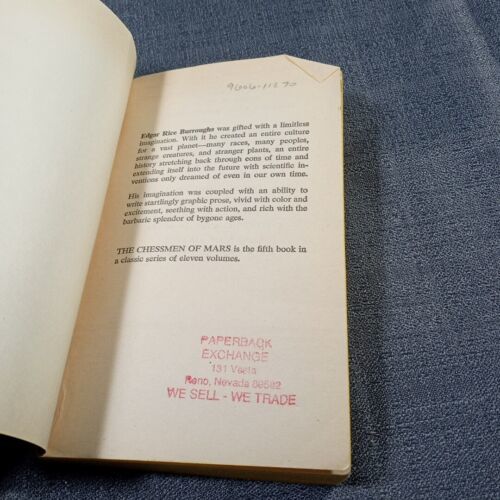 Edgar Rice Burroughs was gifted with a limitless
imagination. With it he created an entire culture
for a vast planet—many races, many peoples,
strange creatures, and stranger plants, an entire
history stretching back through eons of time and
extending itself into the future with scientific in-
ventions only dreamed of even in our own time.
His imagination was coupled with an ability to
write startlingly graphic prose, vivid with color and
excitement, seething with action, and rich with the
barbaric splendor of bygone ages.
THE CHESSMEN OF MARS is the fifth book in
a classic series of eleven volumes.
PAPERBACK
EXCHANGE
131 Vesta
Reno, Nevada 89502
WE SELL - WE TRADE